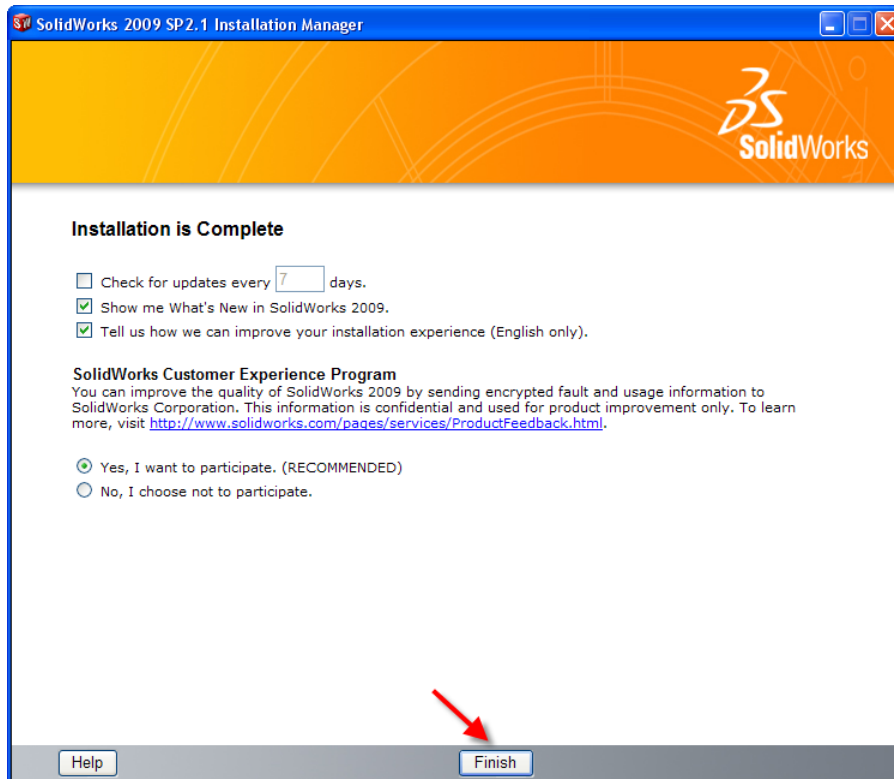 SolidWorks 2009 SP2.1 Installation Manager
SolidWorks
Installation is Complete
Check for updates every 7 days.
Show me What's New in SolidWorks 2009.
Tell us how we can improve your installation experience (English only).
SolidWorks Customer Experience Program
You can improve the quality of SolidWorks 2009 by sending encrypted fault and usage information to
SolidWorks Corporation. This information is confidential and used for product improvement only. To learn
more, visit http://www.solidworks.com/pages/services/ProductFeedback.html.
Yes, I want to participate. (RECOMMENDED)
No, I choose not to participate.
Help
Finish